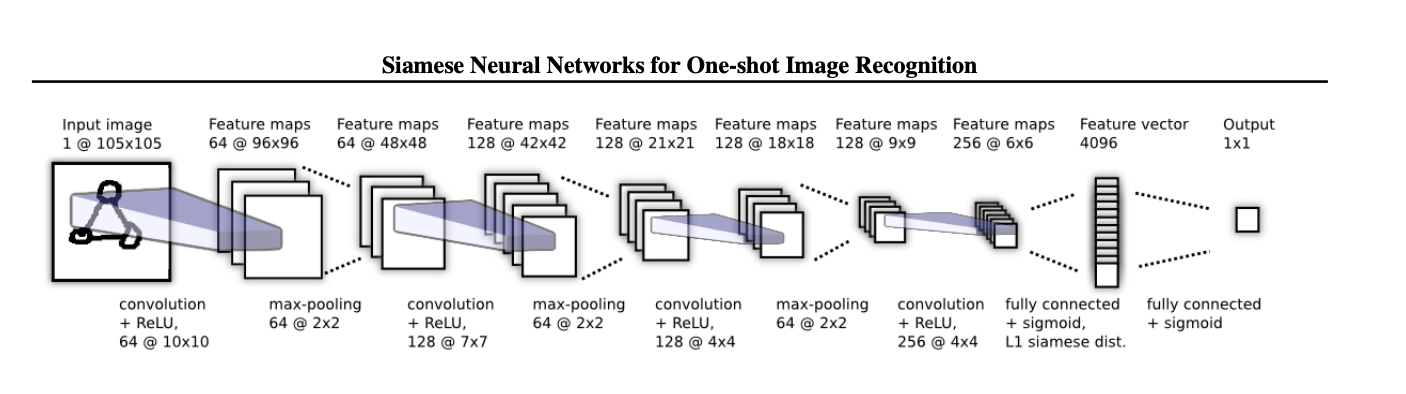 Siamese Neural Networks for One-shot Image Recognition
Input image
1 @ 105x105
Feature maps
64 @ 96x96
Feature maps
64 @ 48x48
Feature maps
128 @ 42x42
Feature maps
128 @ 21x21
Feature maps
128 @ 18x18
Feature maps
128 @ 9x9
Feature maps
256 @ 6x6
Feature vector
4096
Output
1x1
convolution
+ ReLU,
64 @ 10x10
max-pooling
64 @ 2x2
convolution
+ ReLU,
128 @ 7x7
max-pooling
64 @ 2x2
convolution
+ ReLU,
128 @ 4x4
max-pooling
64 @ 2x2
convolution
+ ReLU,
256 @ 4x4
fully connected
+ sigmoid,
L1 siamese dist.
fully connected
+ sigmoid